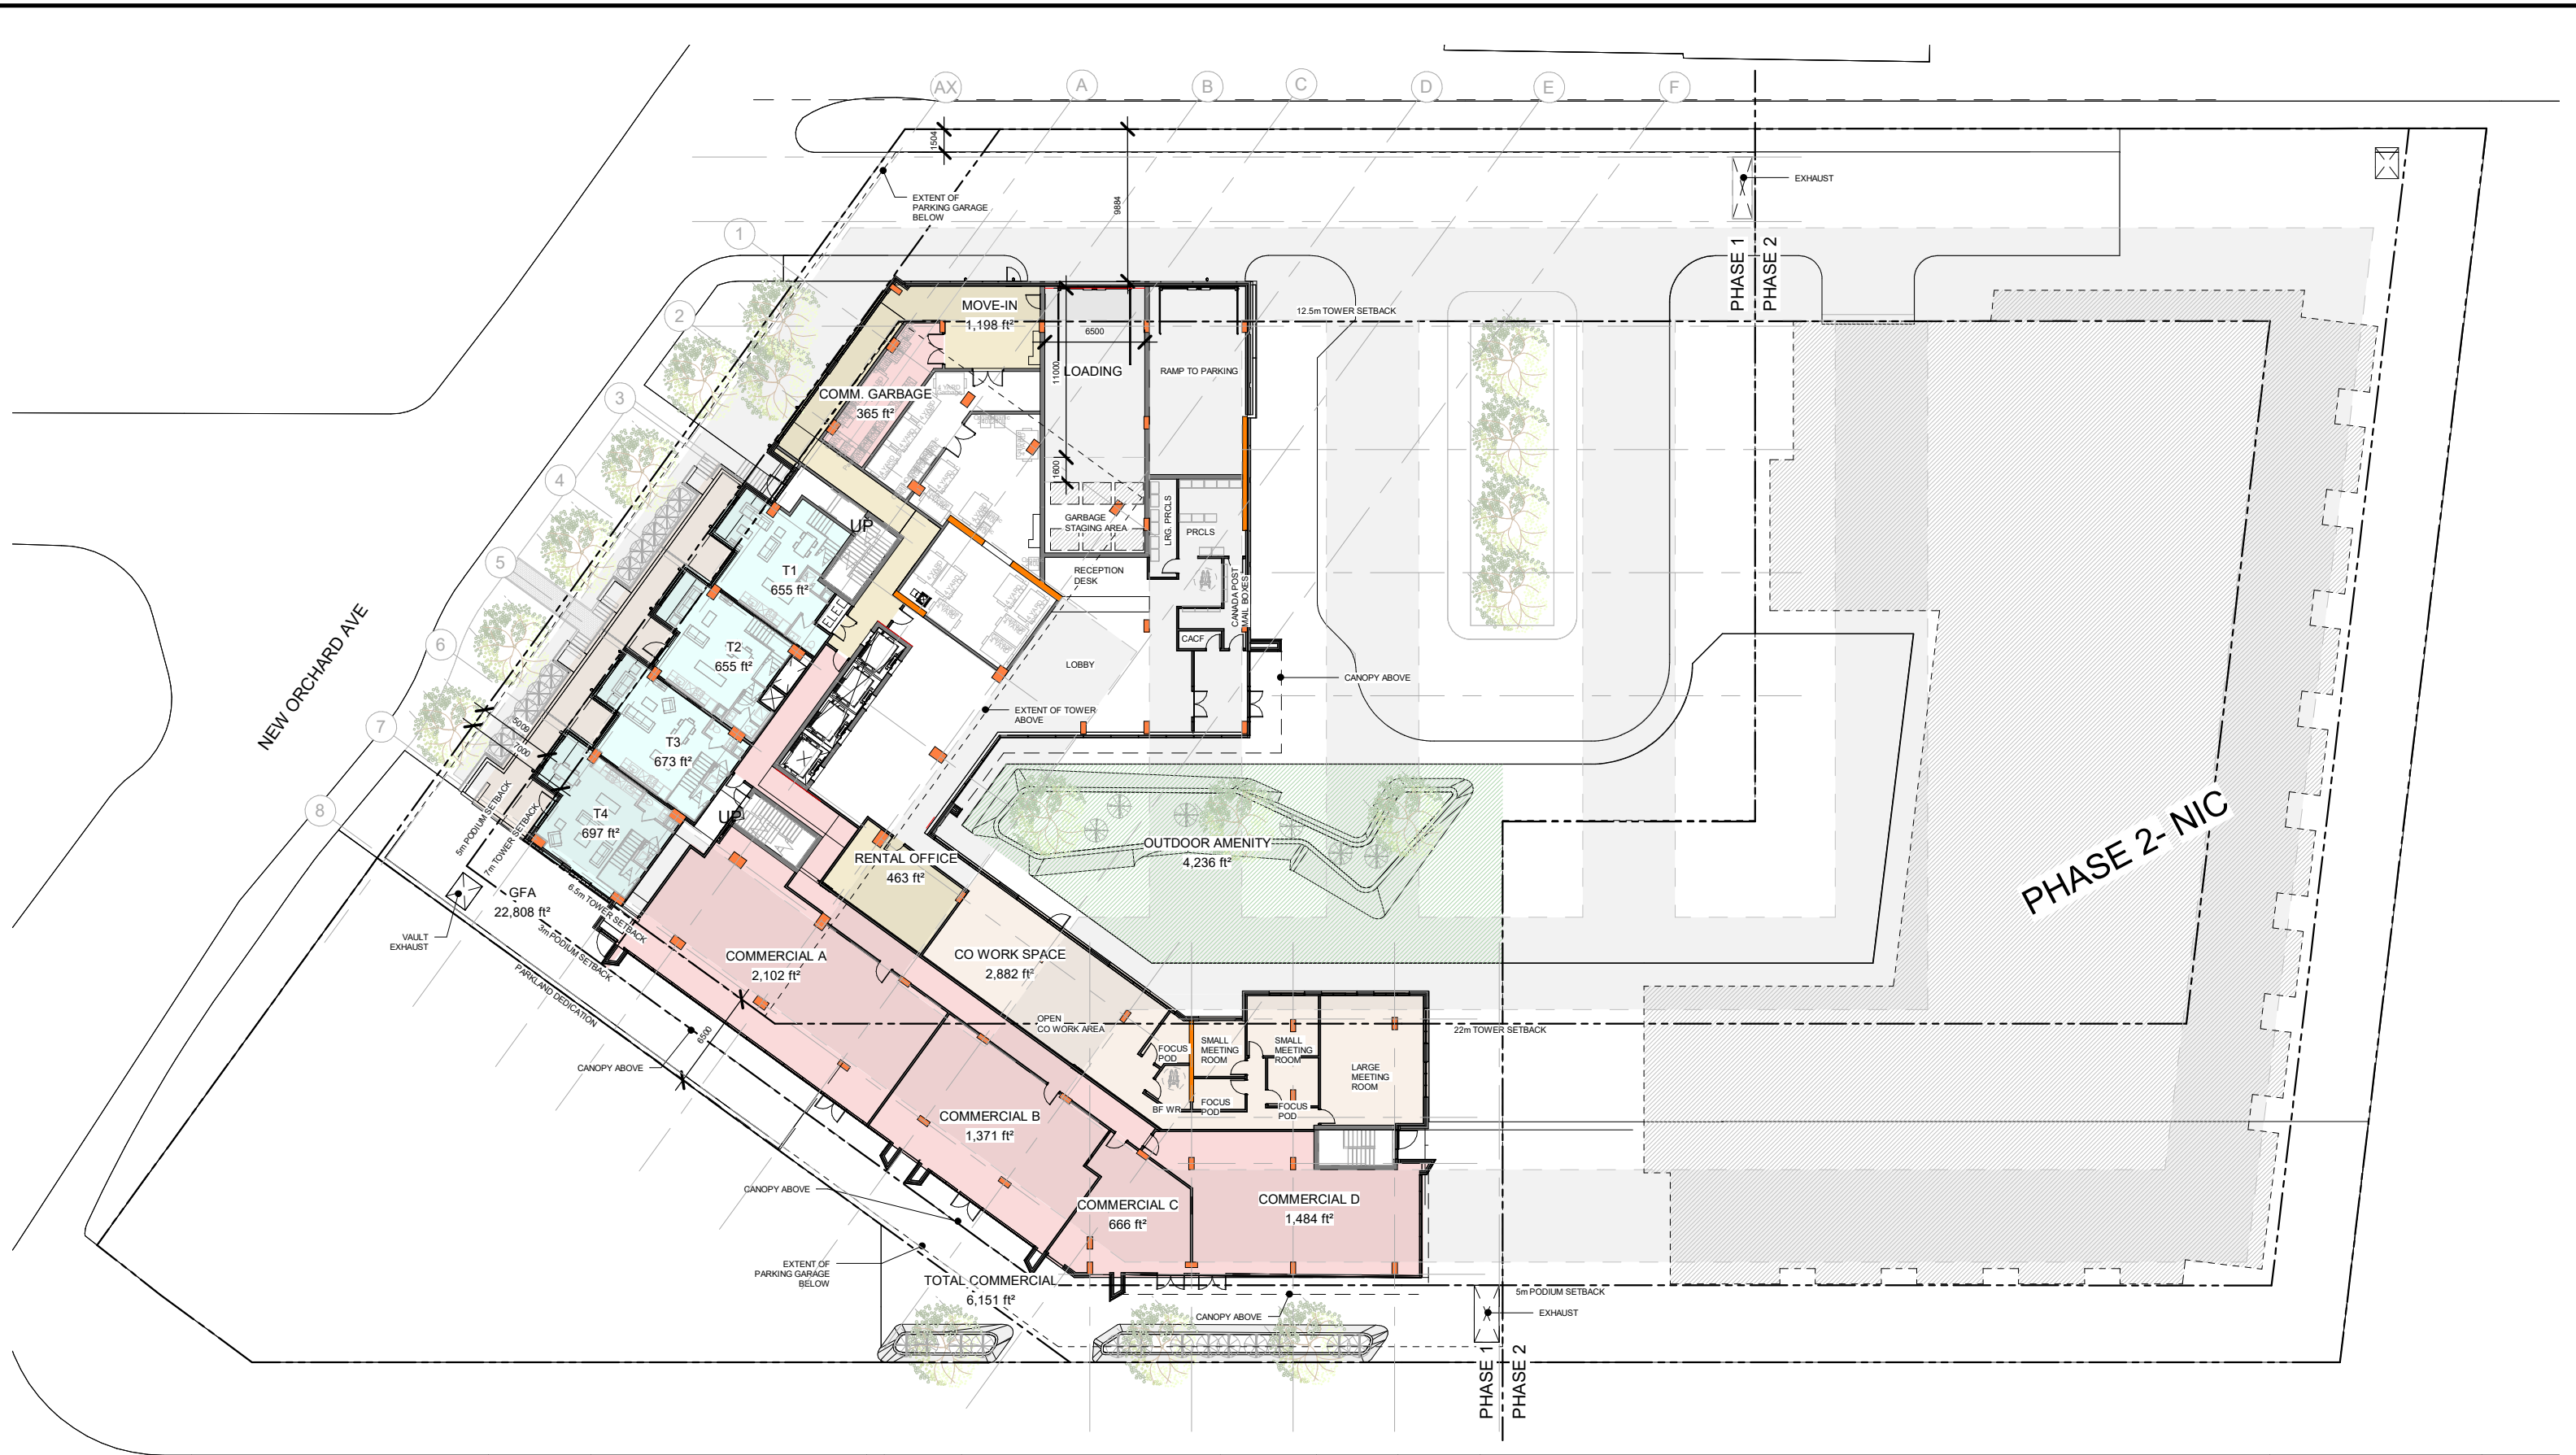 AX
A
B
C
D
E
F
1504
9884
EXTENT OF
PARKING GARAGE
BELOW
EXHAUST
1
2
3
4
5
6
7
8
PHASE 1
PHASE 2
MOVE-IN
1,198 ft²
12.5m TOWER SETBACK
6500
11000
LOADING
RAMP TO PARKING
COMM. GARBAGE
365 ft²
1600
GARBAGE
STAGING AREA
LRG. PRCLS
PRCLS
UP
RECEPTION
DESK
CANADA POST
MAIL BOXES
T1
655 ft²
ELEC
CACF
T2
655 ft²
LOBBY
CANOPY ABOVE
NEW ORCHARD AVE
EXTENT OF TOWER
ABOVE
5000
7000
T3
673 ft²
5m PODIUM SETBACK
7m TOWER SETBACK
T4
697 ft²
UP
OUTDOOR AMENITY
4,236 ft²
PHASE 2- NIC
RENTAL OFFICE
463 ft²
GFA
22,808 ft²
6.5m TOWER SETBACK
3m PODIUM SETBACK
VAULT
EXHAUST
PARKLAND DEDICATION
COMMERCIAL A
2,102 ft²
CO WORK SPACE
2,882 ft²
OPEN
CO WORK AREA
6500
22m TOWER SETBACK
FOCUS
POD
SMALL
MEETING
ROOM
SMALL
MEETING
ROOM
LARGE
MEETING
ROOM
CANOPY ABOVE
BF WR
FOCUS
POD
FOCUS
POD
COMMERCIAL B
1,371 ft²
CANOPY ABOVE
COMMERCIAL C
666 ft²
COMMERCIAL D
1,484 ft²
EXTENT OF
PARKING GARAGE
BELOW
TOTAL COMMERCIAL
6,151 ft²
5m PODIUM SETBACK
EXHAUST
CANOPY ABOVE
PHASE 1
PHASE 2